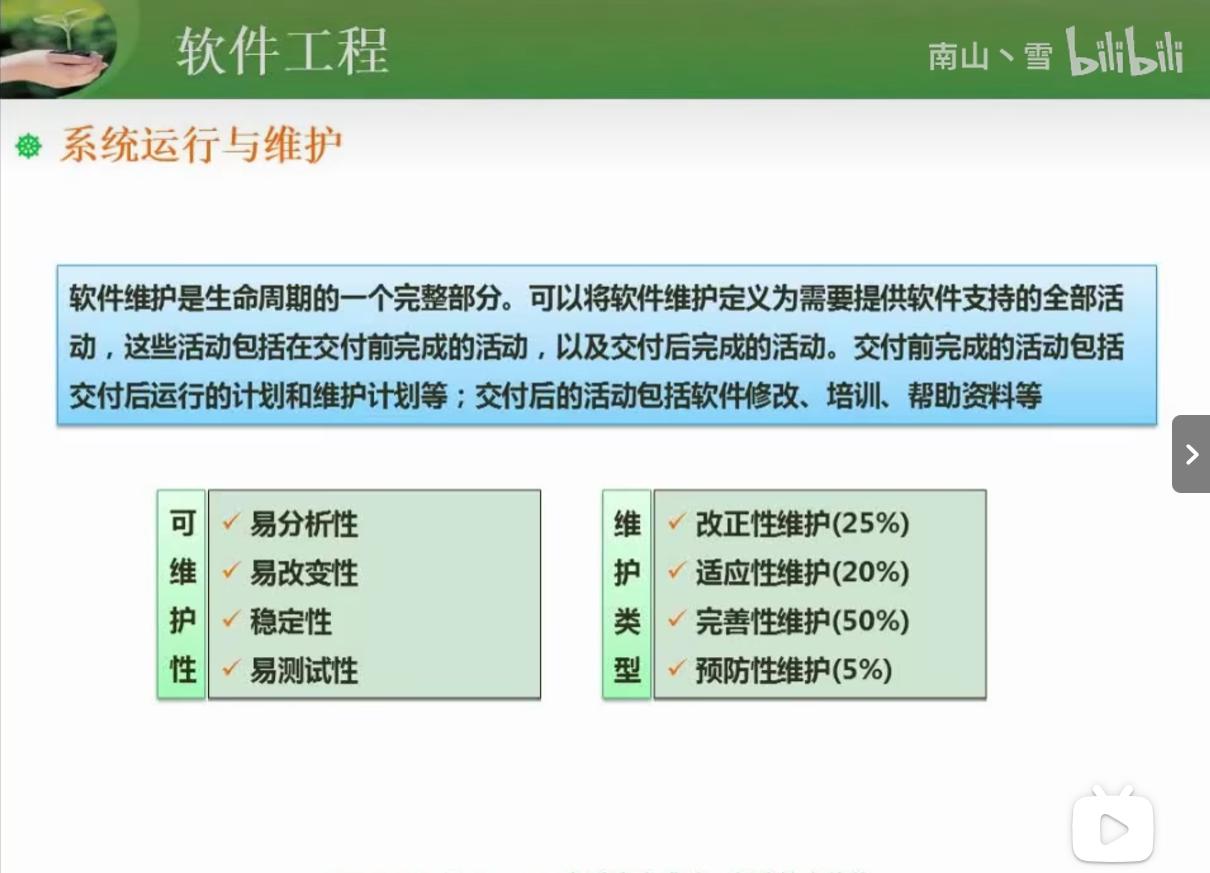 软件工程
南山丶雪 bilibili
系统运行与维护
软件维护是生命周期的一个完整部分。可以将软件维护定义为需要提供软件支持的全部活
动，这些活动包括在交付前完成的活动，以及交付后完成的活动。交付前完成的活动包括
交付后运行的计划和维护计划等；交付后的活动包括软件修改、培训、帮助资料等
可维护性
易分析性
易改变性
稳定性
易测试性
维护类型
改正性维护(25%)
适应性维护(20%)
完善性维护(50%)
预防性维护(5%)